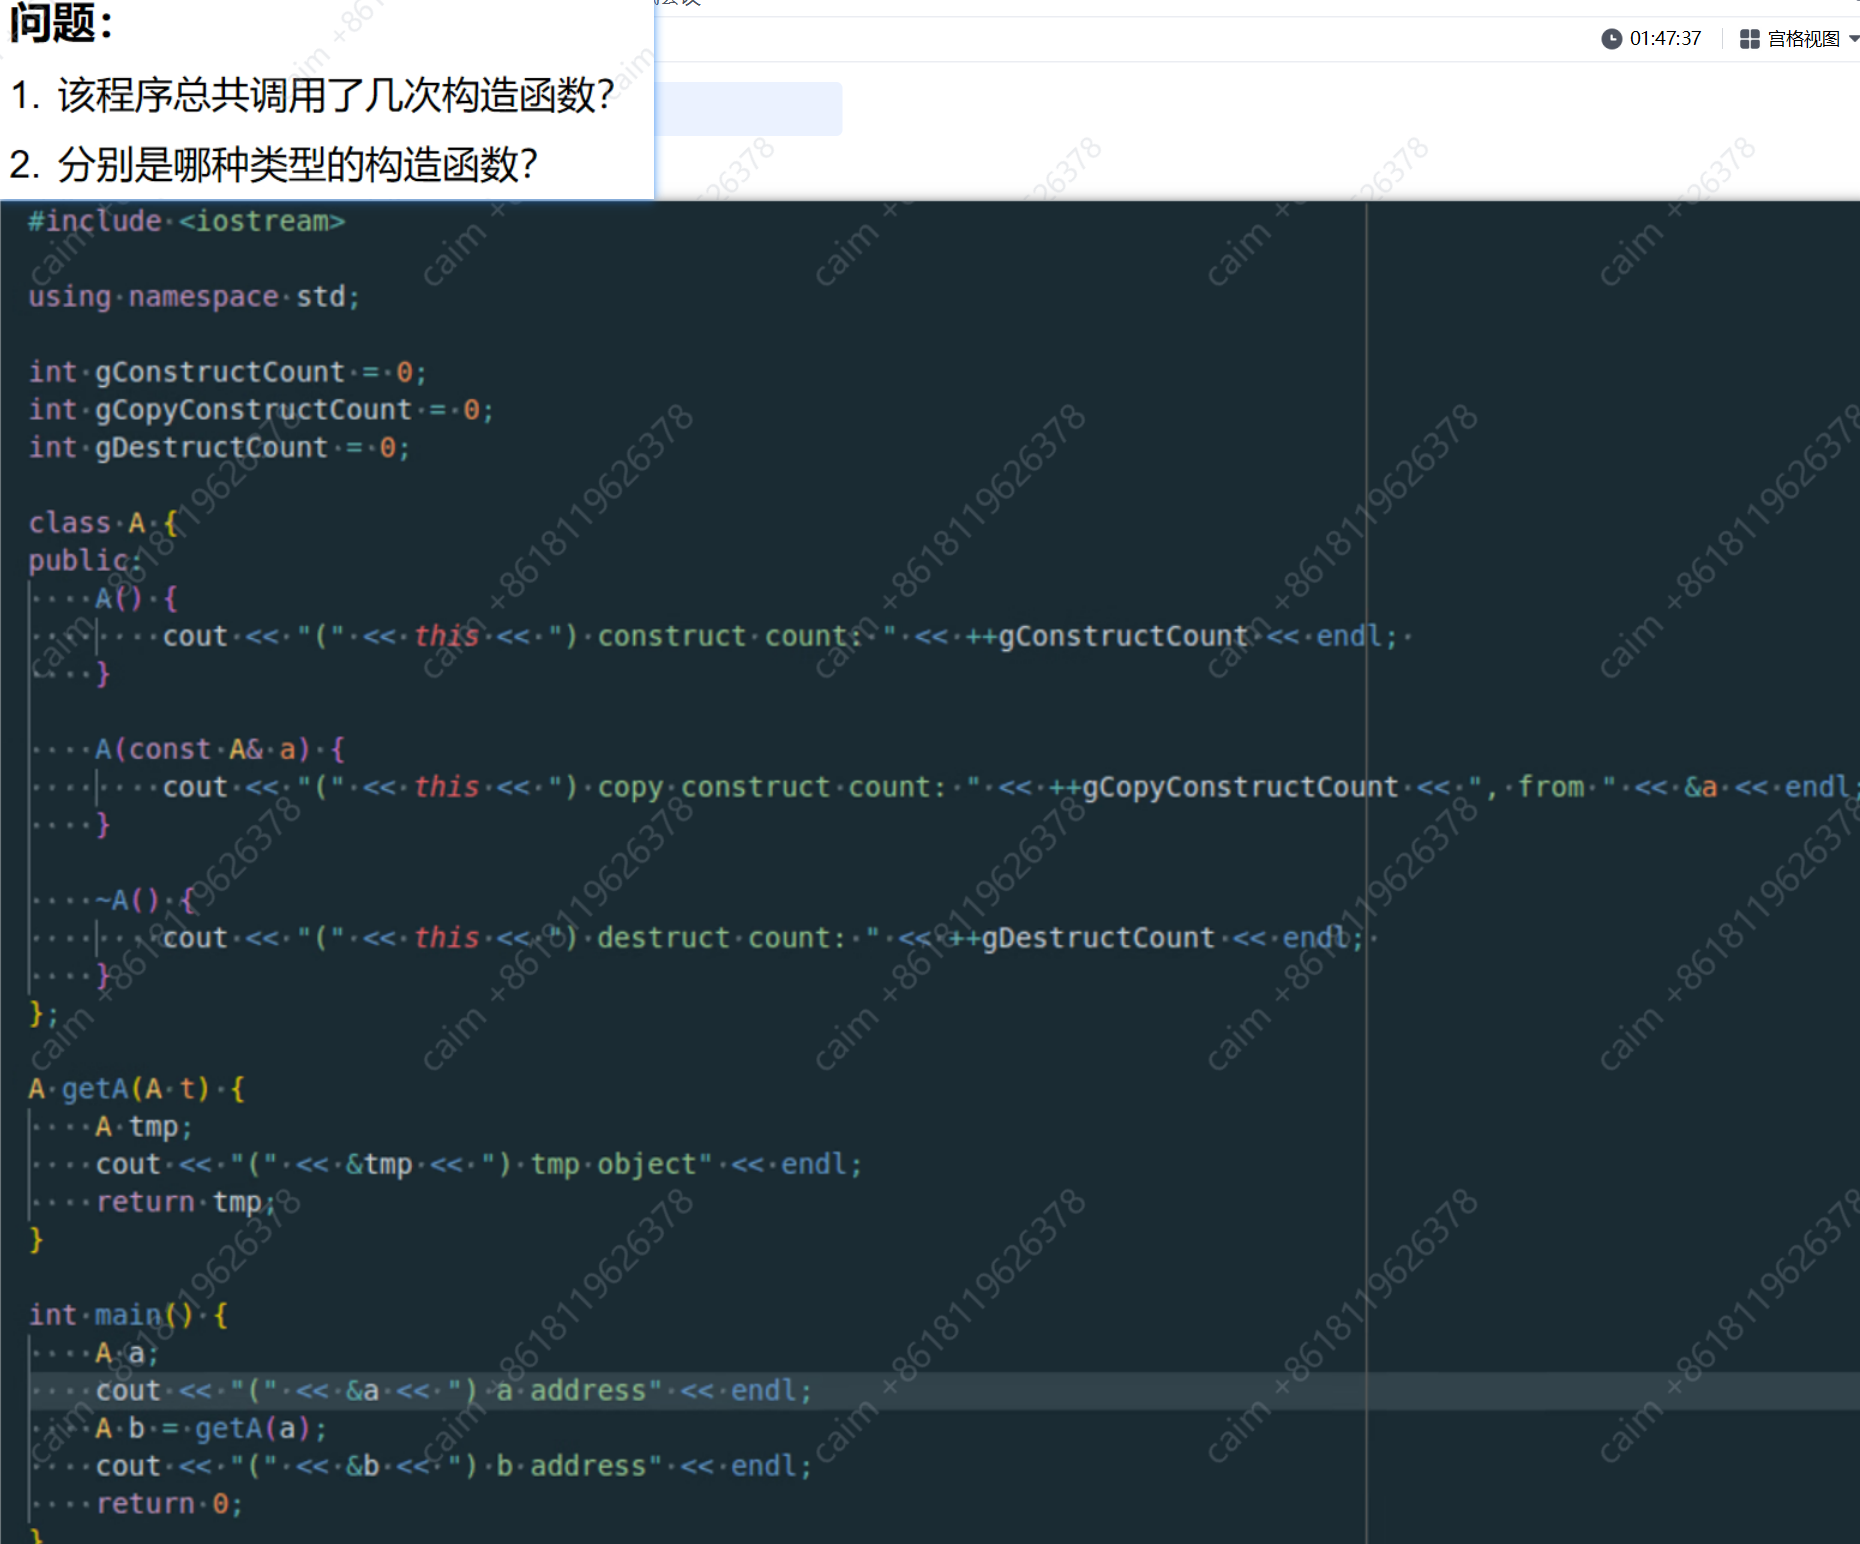 问题：
1. 该程序总共调用了几次构造函数？
2. 分别是哪种类型的构造函数？
01:47:37 宫格视图
#include <iostream>
using namespace std;
int gConstructCount = 0;
int gCopyConstructCount = 0;
int gDestructCount = 0;
class A {
public:
A() {
cout << "(" << this << ") construct count: " << ++gConstructCount << endl;
}
A(const A& a) {
cout << "(" << this << ") copy construct count: " << ++gCopyConstructCount << ", from " << &a << endl;
}
~A() {
cout << "(" << this << ") destruct count: " << ++gDestructCount << endl;
}
};
A getA(A t) {
A tmp;
cout << "(" << &tmp << ") tmp object" << endl;
return tmp;
}
int main() {
A a;
cout << "(" << &a << ") a address" << endl;
A b = getA(a);
cout << "(" << &b << ") b address" << endl;
return 0;
}
caim +8618119626378